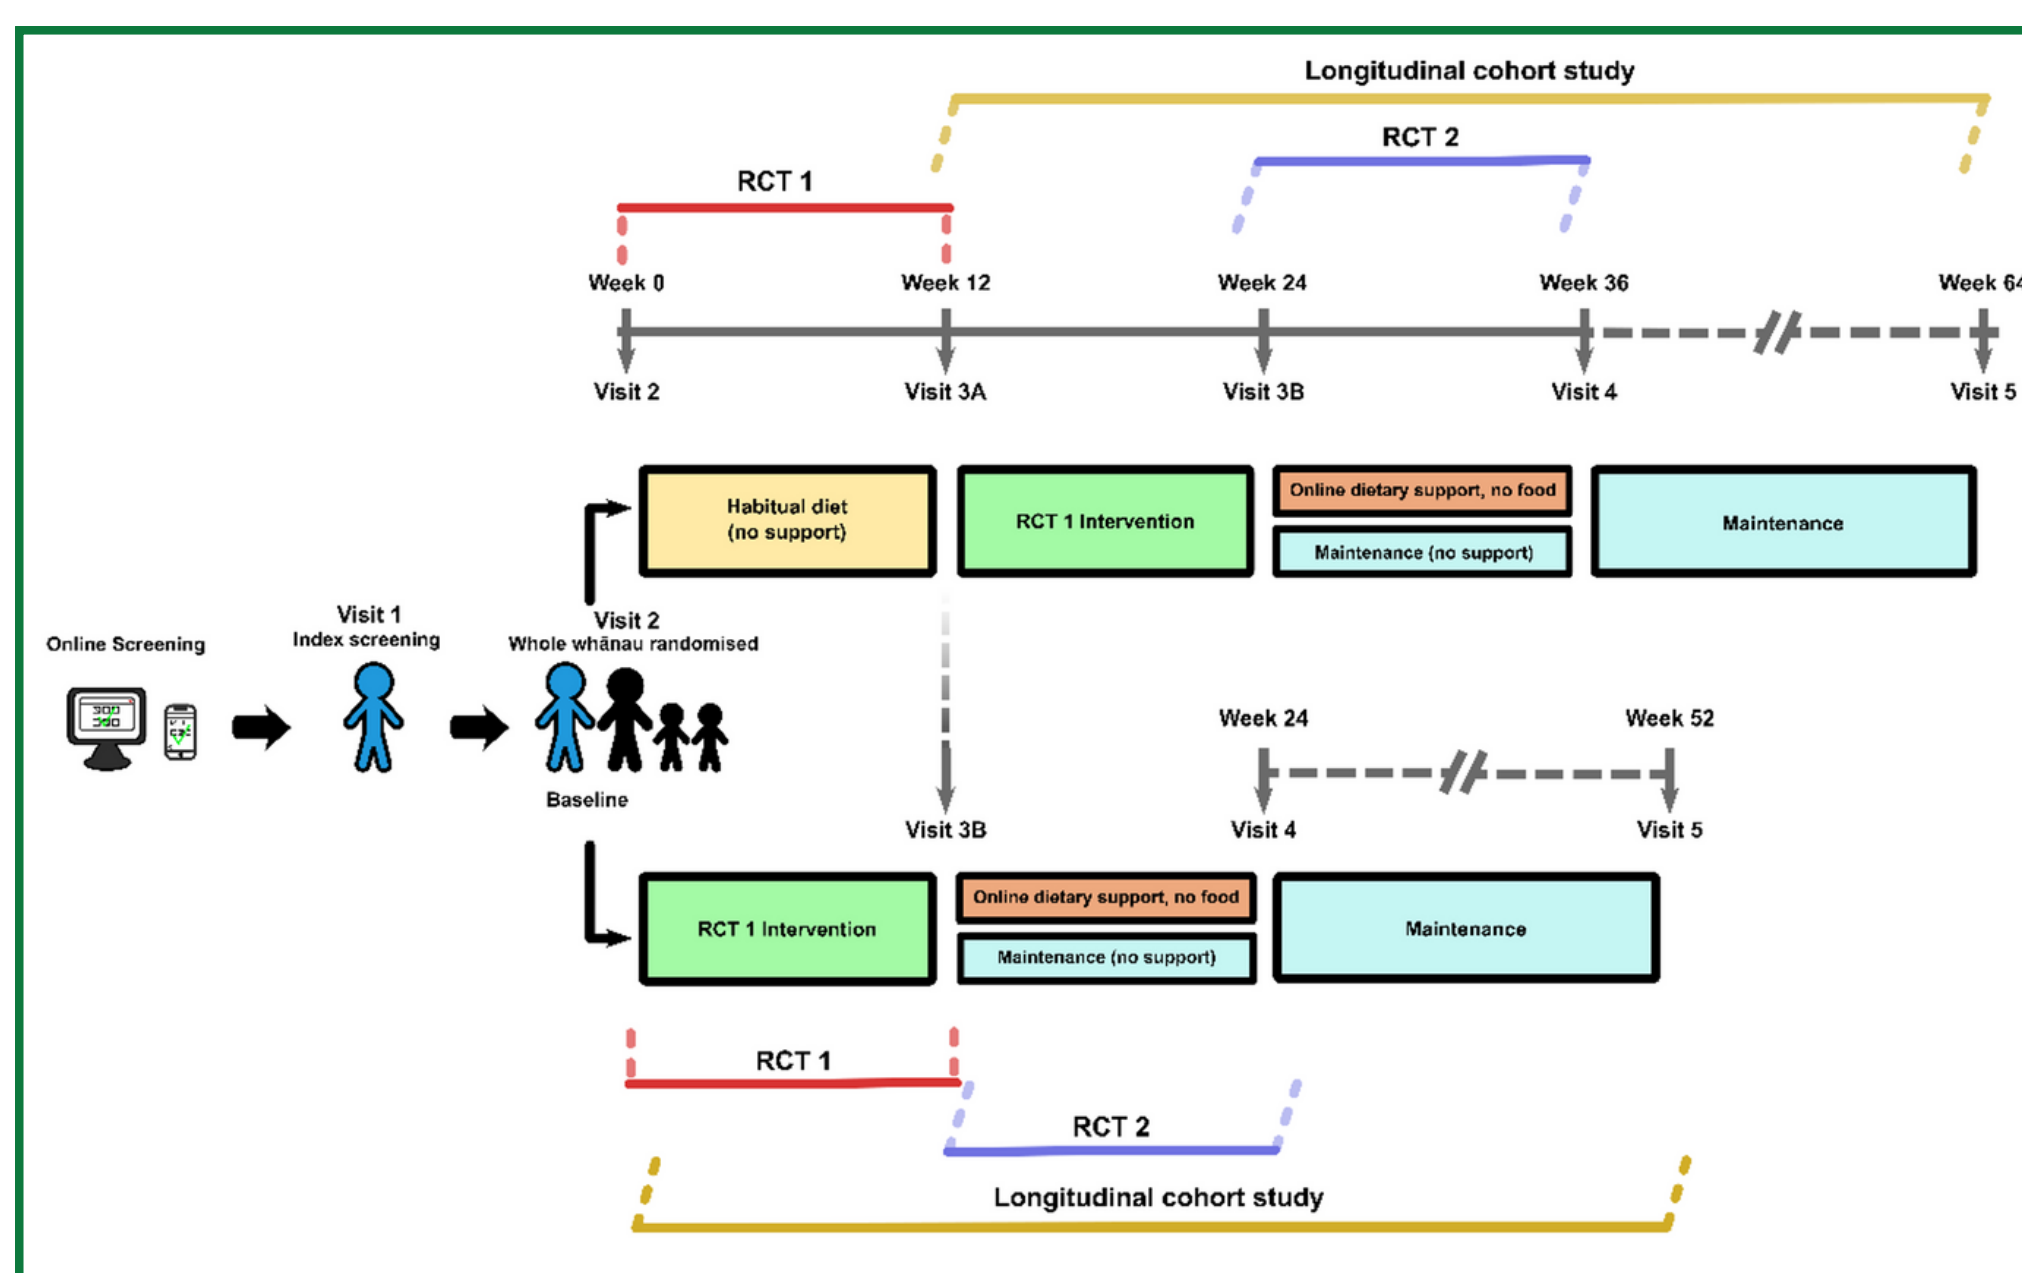 Longitudinal cohort study
RCT 2
RCT 1
Week 0
Week 12
Week 24
Week 36
Week 64
Visit 2
Visit 3A
Visit 3B
Visit 4
Visit 5
Habitual diet
(no support)
RCT 1 Intervention
Online dietary support, no food
Maintenance (no support)
Maintenance
Online Screening
Visit 1
Index screening
Visit 2
Whole whānau randomised
Baseline
Week 24
Week 52
Visit 3B
Visit 4
Visit 5
RCT 1 Intervention
Online dietary support, no food
Maintenance (no support)
Maintenance
RCT 1
RCT 2
Longitudinal cohort study